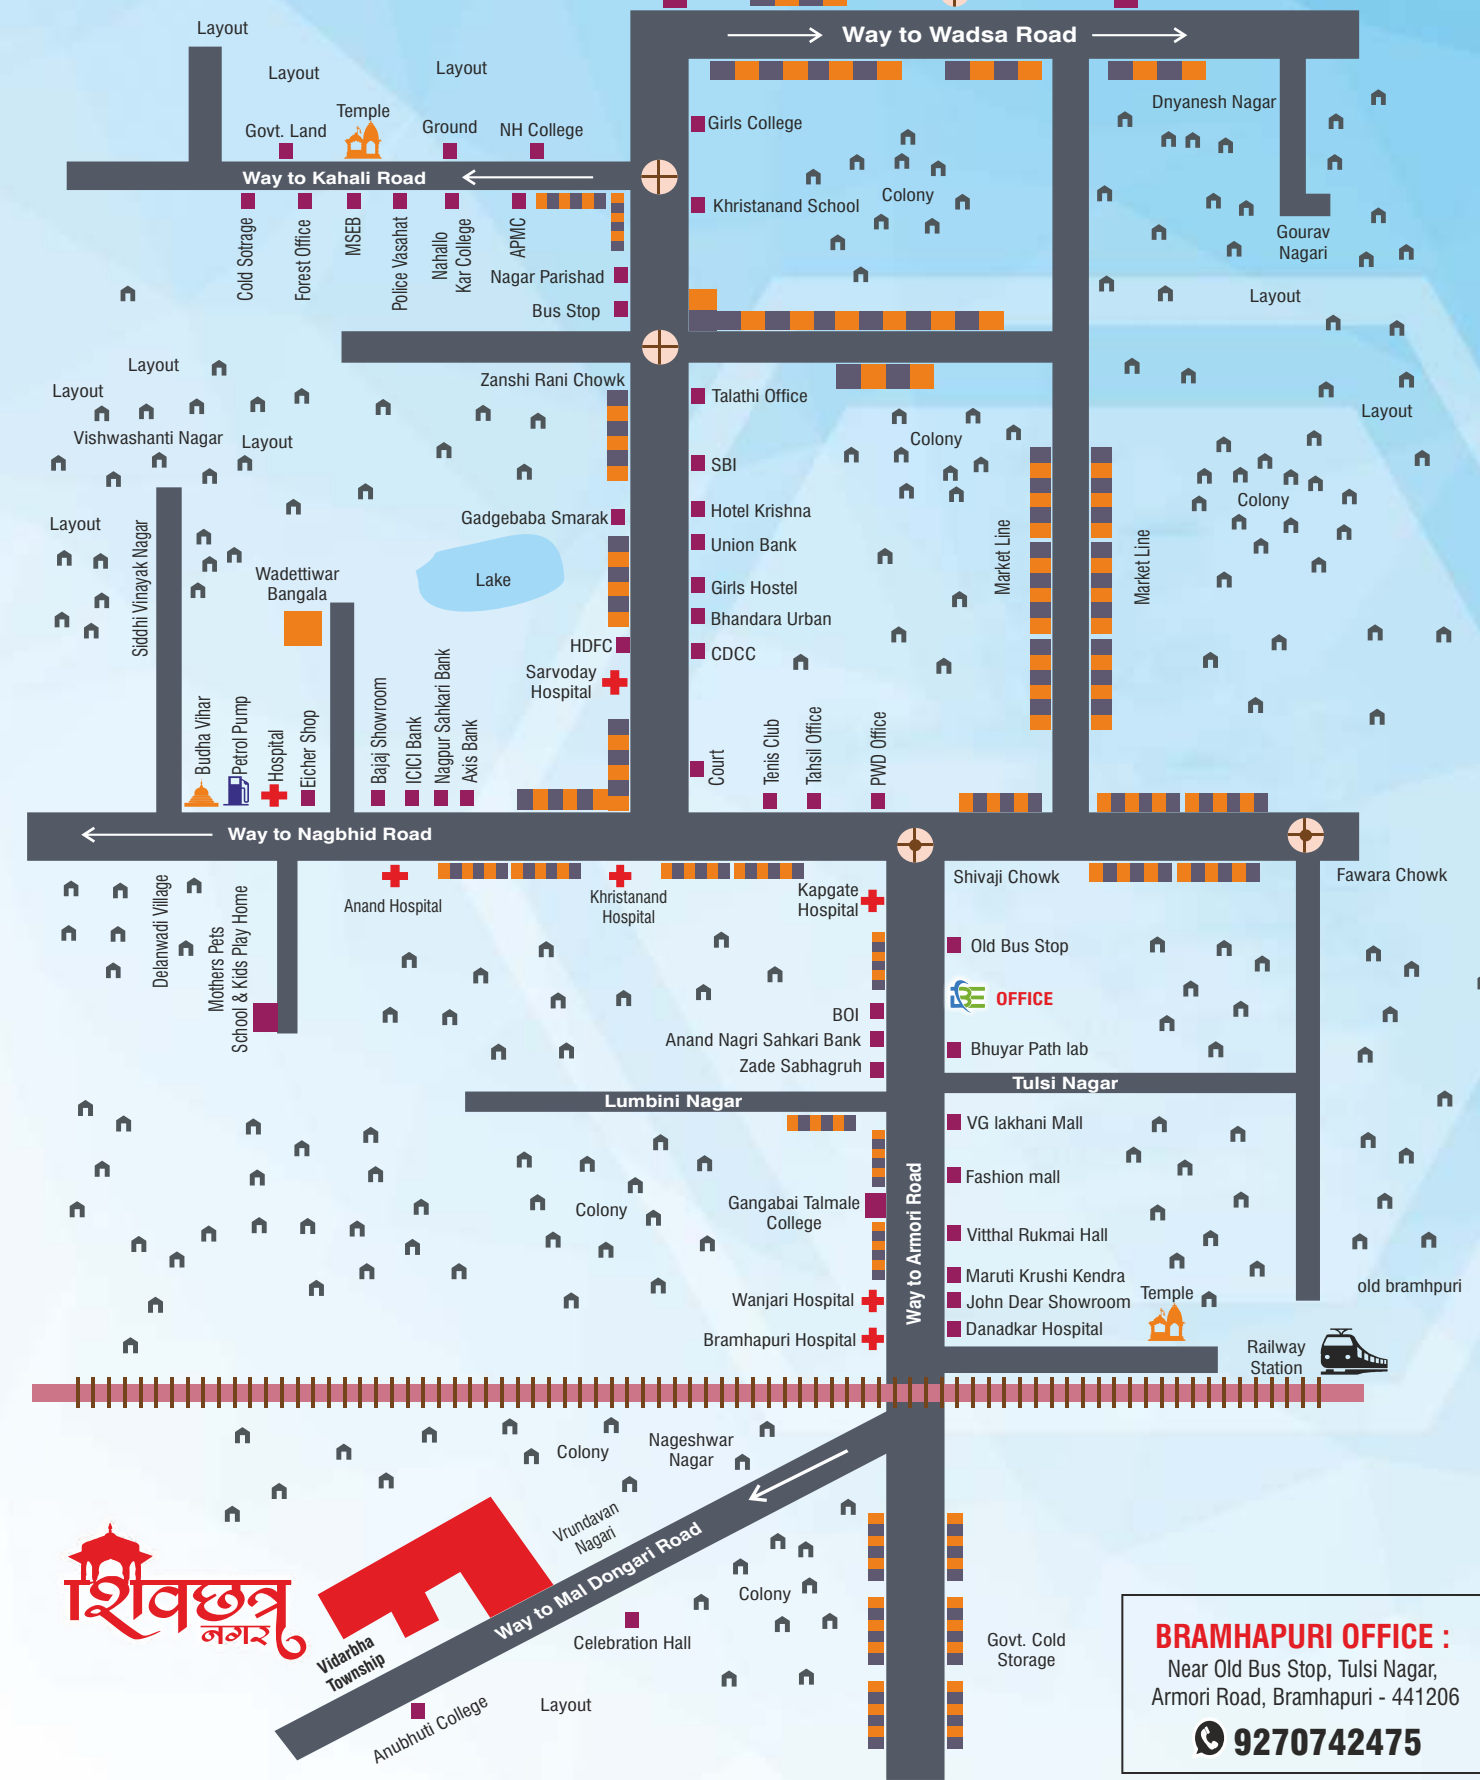 Layout
Layout
Layout
Way to Wadsa Road
Temple
Govt. Land
Ground
NH College
Girls College
Dnyanesh Nagar
Way to Kahali Road
Khristanand School
Colony
Cold Sotrage
Forest Office
MSEB
Police Vasahat
Nahallo
Kar College
APMC
Gourav
Nagari
Nagar Parishad
Bus Stop
Layout
Layout
Layout
Zanshi Rani Chowk
Talathi Office
Layout
Vishwashanti Nagar
Layout
Colony
SBI
Colony
Layout
Siddhi Vinayak Nagar
Gadgebaba Smarak
Hotel Krishna
Union Bank
Market Line
Market Line
Wadettiwar
Bangala
Lake
Girls Hostel
Bhandara Urban
HDFC
CDCC
Sarvoday
Hospital
Budha Vihar
Petrol Pump
Hospital
Eicher Shop
Bajaj Showroom
ICICI Bank
Nagpur Sahkari Bank
Axis Bank
Court
Tenis Club
Tahsil Office
PWD Office
Way to Nagbhid Road
Shivaji Chowk
Fawara Chowk
Delanwadi Village
Mothers Pets
School & Kids Play Home
Anand Hospital
Khristanand
Hospital
Kapgate
Hospital
Old Bus Stop
OFFICE
BOI
Anand Nagri Sahkari Bank
Zade Sabhagruh
Bhuyar Path lab
Tulsi Nagar
Lumbini Nagar
VG lakhani Mall
Fashion mall
Way to Armori Road
Colony
Gangabai Talmale
College
Vitthal Rukmai Hall
Maruti Krushi Kendra
John Dear Showroom
Danadkar Hospital
Temple
old bramhpuri
Wanjari Hospital
Bramhapuri Hospital
Railway
Station
Colony
Nageshwar
Nagar
Vrundavan
Nagari
Way to Mal Dongari Road
शिवछत्र
नगर
Vidarbha
Township
Colony
Celebration Hall
Anubhuti College
Layout
Govt. Cold
Storage
BRAMHAPURI OFFICE :
Near Old Bus Stop, Tulsi Nagar,
Armori Road, Bramhapuri - 441206
9270742475